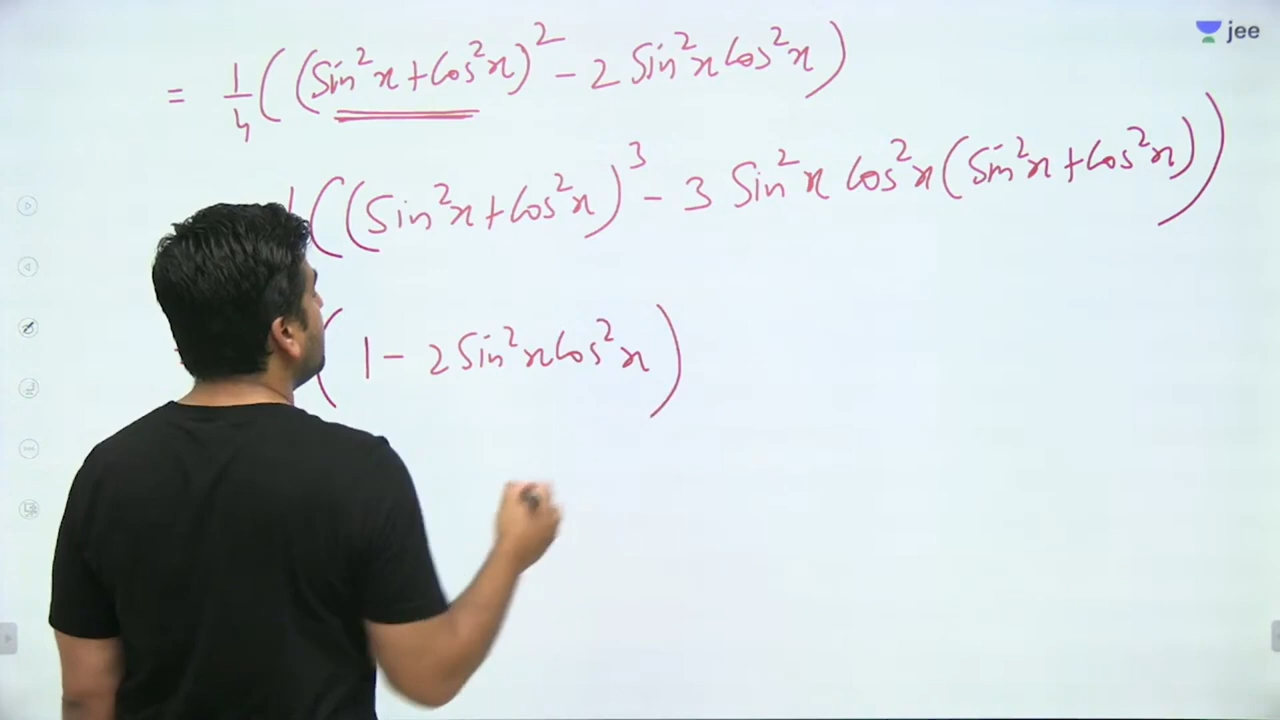 jee
= 1/4 ((Sin²x + Cos²x)² - 2 Sin²x Cos²x)
((Sin²x + Cos²x)³ - 3 Sin²x Cos²x (Sin²x + Cos²x))
(1 - 2 Sin²x Cos²x)